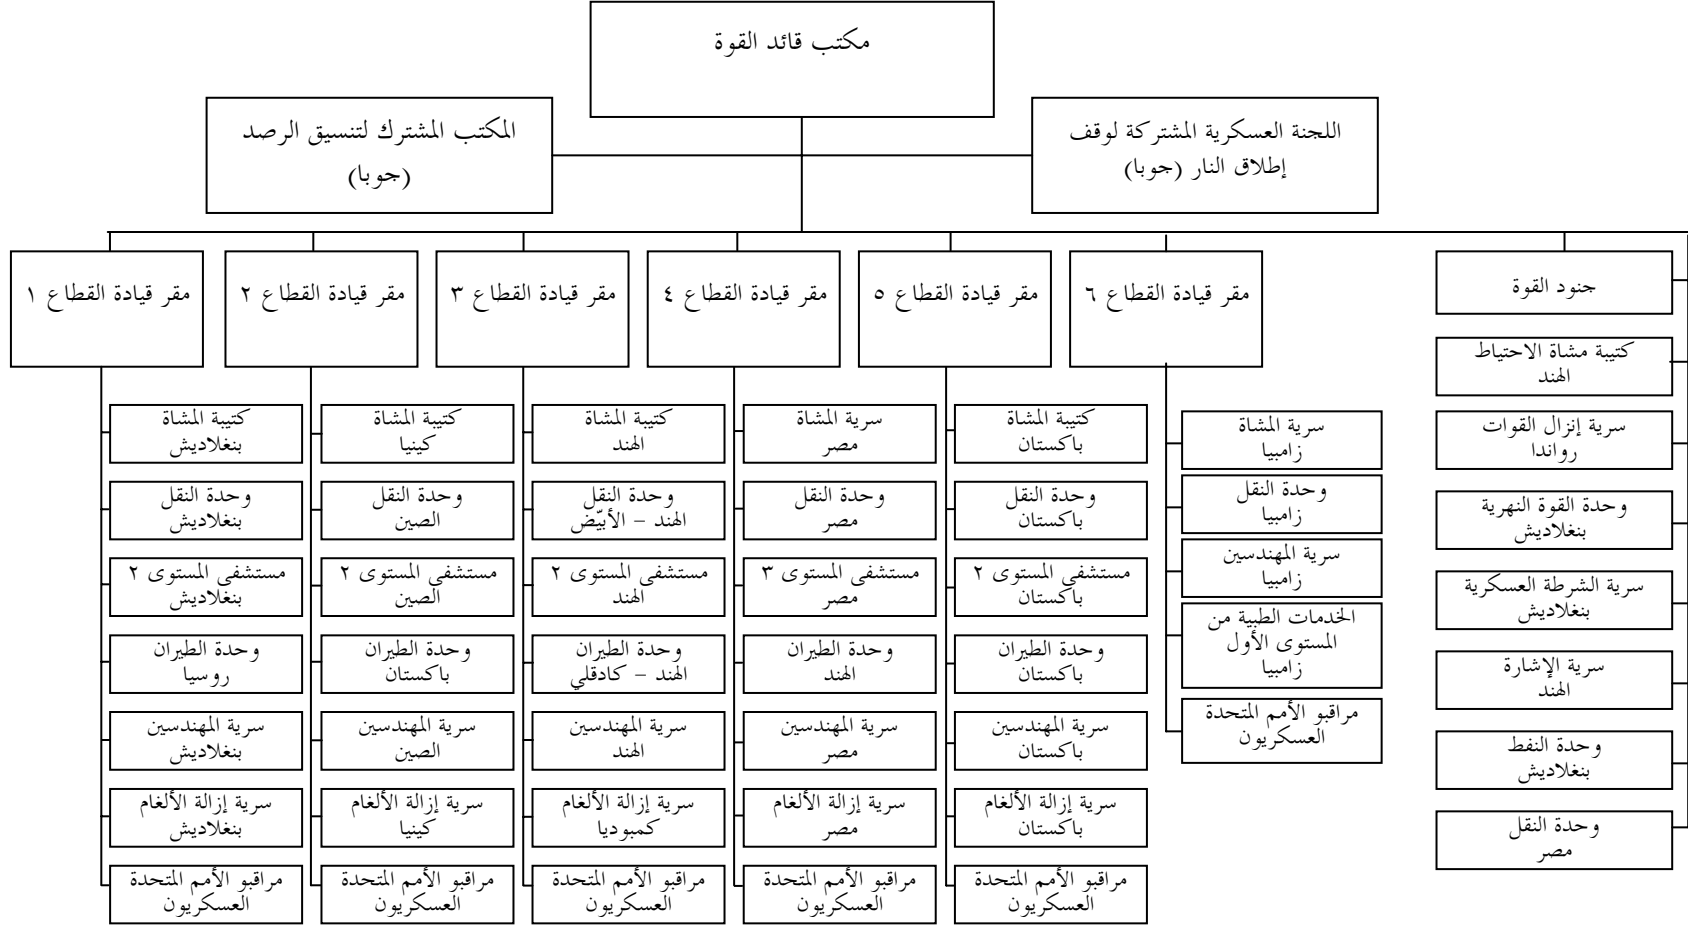 مكتب قائد القوة
اللجنة العسكرية المشتركة لوقف
إطلاق النار (جوبا)
المكتب المشترك لتنسيق الرصد
(جوبا)
مقر قيادة القطاع ١
كتيبة المشاة
بنغلاديش
وحدة النقل
بنغلاديش
مستشفى المستوى ٢
بنغلاديش
وحدة الطيران
روسيا
سرية المهندسين
بنغلاديش
سرية إزالة الألغام
بنغلاديش
مراقبو الأمم المتحدة
العسكريون
مقر قيادة القطاع ٢
كتيبة المشاة
كينيا
وحدة النقل
الصين
مستشفى المستوى ٢
الصين
وحدة الطيران
باكستان
سرية المهندسين
الصين
سرية إزالة الألغام
كينيا
مراقبو الأمم المتحدة
العسكريون
مقر قيادة القطاع ٣
كتيبة المشاة
الهند
وحدة النقل
الهند – الأبيّض
مستشفى المستوى ٢
الهند
وحدة الطيران
الهند – كادقلي
سرية المهندسين
الهند
سرية إزالة الألغام
كمبوديا
مراقبو الأمم المتحدة
العسكريون
مقر قيادة القطاع ٤
سرية المشاة
مصر
وحدة النقل
مصر
مستشفى المستوى ٣
مصر
وحدة الطيران
الهند
سرية المهندسين
مصر
سرية إزالة الألغام
مصر
مراقبو الأمم المتحدة
العسكريون
مقر قيادة القطاع ٥
كتيبة المشاة
باكستان
وحدة النقل
باكستان
مستشفى المستوى ٢
باكستان
وحدة الطيران
باكستان
سرية المهندسين
باكستان
سرية إزالة الألغام
باكستان
مراقبو الأمم المتحدة
العسكريون
مقر قيادة القطاع ٦
سرية المشاة
زامبيا
وحدة النقل
زامبيا
سرية المهندسين
زامبيا
الخدمات الطبية من
المستوى الأول
زامبيا
مراقبو الأمم المتحدة
العسكريون
جنود القوة
كتيبة مشاة الاحتياط
الهند
سرية إنزال القوات
رواندا
وحدة القوة النهرية
بنغلاديش
سرية الشرطة العسكرية
بنغلاديش
سرية الإشارة
الهند
وحدة النفط
بنغلاديش
وحدة النقل
مصر